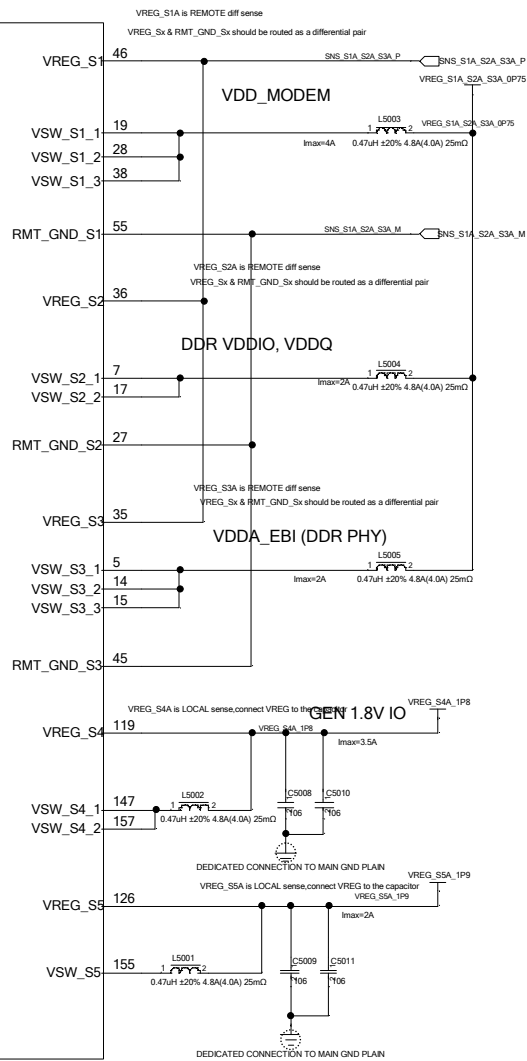 VREG_S1A is REMOTE diff sense
VREG_Sx & RMT_GND_Sx should be routed as a differential pair
VREG_S1 46 SNS_S1A_S2A_S3A_P SNS_S1A_S2A_S3A_P
VREG_S1A_S2A_S3A_0P75
VDD_MODEM
L5003
VSW_S1_1 19 1 2 VREG_S1A_S2A_S3A_0P75
Imax=4A 0.47uH ±20% 4.8A(4.0A) 25mΩ
VSW_S1_2 28
VSW_S1_3 38
RMT_GND_S1 55 SNS_S1A_S2A_S3A_M SNS_S1A_S2A_S3A_M
VREG_S2A is REMOTE diff sense
VREG_Sx & RMT_GND_Sx should be routed as a differential pair
VREG_S2 36
DDR VDDIO, VDDQ
L5004
VSW_S2_1 7 1 2
Imax=2A 0.47uH ±20% 4.8A(4.0A) 25mΩ
VSW_S2_2 17
RMT_GND_S2 27
VREG_S3A is REMOTE diff sense
VREG_Sx & RMT_GND_Sx should be routed as a differential pair
VREG_S3 35
VDDA_EBI (DDR PHY)
L5005
VSW_S3_1 5 1 2
Imax=2A 0.47uH ±20% 4.8A(4.0A) 25mΩ
VSW_S3_2 14
VSW_S3_3 15
RMT_GND_S3 45
VREG_S4A_1P8
VREG_S4A is LOCAL sense,connect VREG to the capacitor
GEN 1.8V IO
VREG_S4 119 VREG_S4A_1P8
Imax=3.5A
L5002
C5008 C5010
VSW_S4_1 147 1 2 106 106
0.47uH ±20% 4.8A(4.0A) 25mΩ
VSW_S4_2 157
DEDICATED CONNECTION TO MAIN GND PLAIN
VREG_S5A_1P9
VREG_S5A is LOCAL sense,connect VREG to the capacitor
VREG_S5 126 VREG_S5A_1P9
Imax=2A
L5001
C5009 C5011
VSW_S5 155 1 2 106 106
0.47uH ±20% 4.8A(4.0A) 25mΩ
DEDICATED CONNECTION TO MAIN GND PLAIN